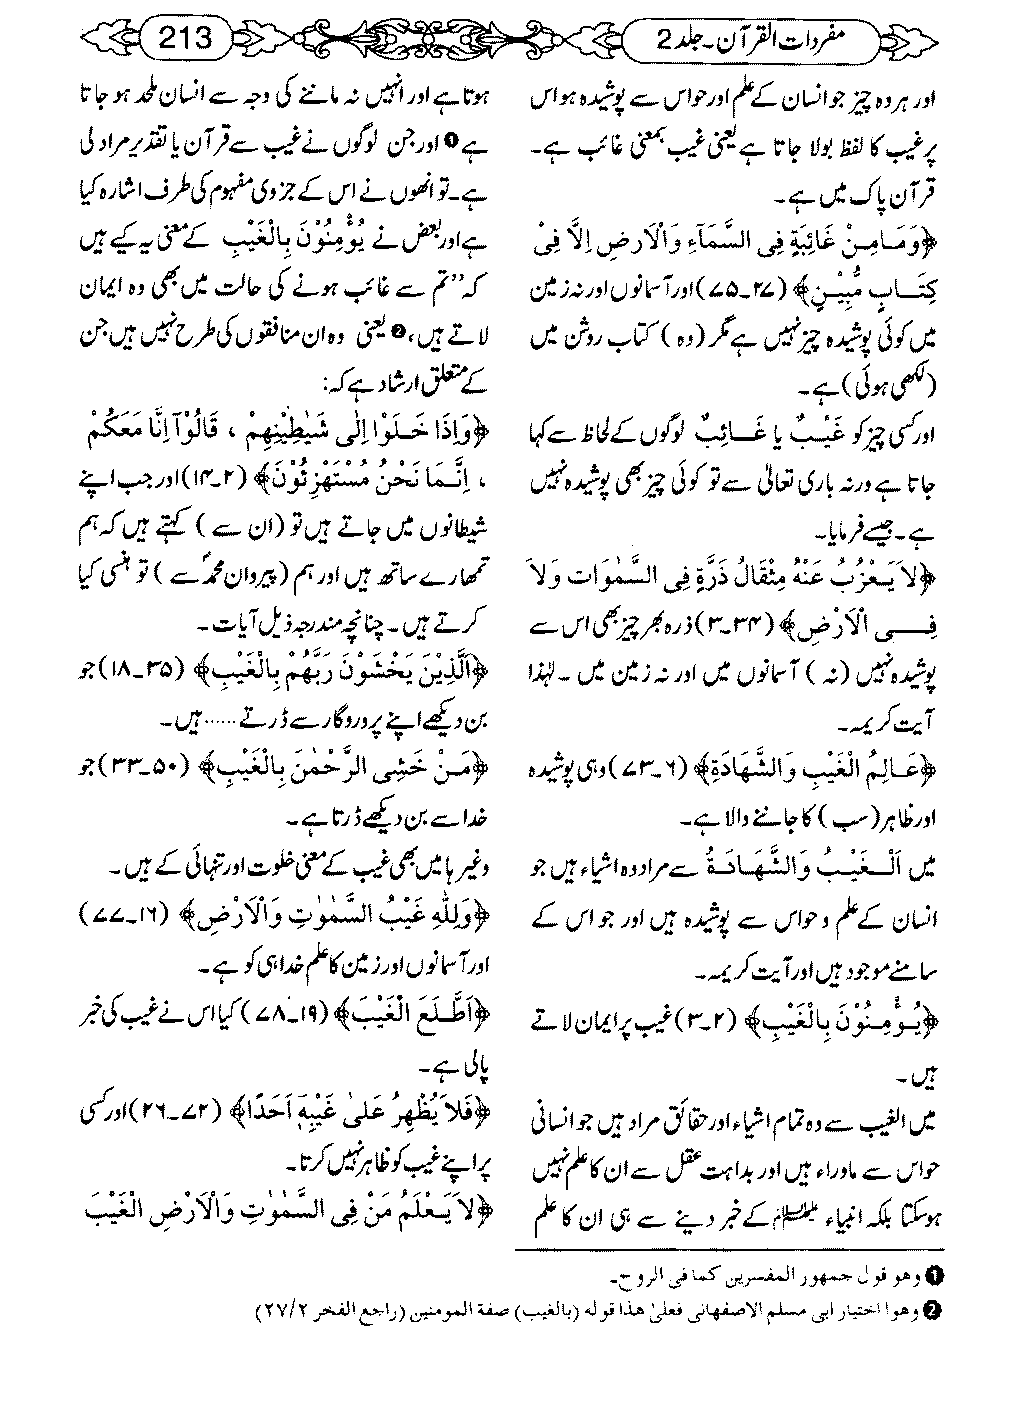 مفردات القرآن۔جلد 2
213
اور ہر وہ چیز جو انسان کے علم اور حواس سے پوشیدہ ہو اس
پر غیب کا لفظ بولا جاتا ہے یعنی غیب بمعنی غائب ہے۔
قرآن پاک میں ہے۔
﴿وَمَا مِنْ غَائِبَةٍ فِی السَّمَآءِ وَالْاَرْضِ اِلَّا فِیْ
كِتَابٍ مُّبِيْنٍ﴾ (۲۷۔۷۵) اور آسمانوں اور نہ زمین
میں کوئی پوشیدہ چیز نہیں ہے مگر (وہ) کتاب روشن میں
(لکھی ہوئی) ہے۔
اور کسی چیز کو غَیْبٌ یا غَائِبٌ لوگوں کے لحاظ سے کہا
جاتا ہے ورنہ باری تعالیٰ سے تو کوئی چیز بھی پوشیدہ نہیں
ہے۔ جیسے فرمایا۔
﴿لَا يَعْزُبُ عَنْهُ مِثْقَالُ ذَرَّةٍ فِی السَّمٰوَات وَلَا
فِی الْاَرْضِ﴾ (۳۴۔۳) ذرہ بھر چیز بھی اس سے
پوشیدہ نہیں (نہ) آسمانوں میں اور نہ زمین میں۔ لہٰذا
آیت کریمہ۔
﴿عَالِمُ الْغَيْبِ وَالشَّهَادَةِ﴾ (۶۔۷۳) وہی پوشیدہ
اور ظاہر (سب) کا جاننے والا ہے۔
میں اَلْغَيْبُ وَالشَّهَادَةُ سے مراد وہ اشیاء ہیں جو
انسان کے علم و حواس سے پوشیدہ ہیں اور جو اس کے
سامنے موجود ہیں اور آیت کریمہ۔
﴿يُؤْمِنُوْنَ بِالْغَيْبِ﴾ (۲۔۳) غیب پر ایمان لاتے
ہیں۔
میں الغیب سے وہ تمام اشیاء اور حقائق مراد ہیں جو انسانی
حواس سے ماوراء ہیں اور بداہت عقل سے ان کا علم نہیں
ہوسکتا بلکہ انبیاء علیہم السلام کے خبر دینے سے ہی ان کا علم
ہوتا ہے اور انہیں نہ ماننے کی وجہ سے انسان ملحد ہو جاتا
ہے ❶ اور جن لوگوں نے غیب سے قرآن یا تقدیر مراد لی
ہے۔ تو انھوں نے اس کے جزوی مفہوم کی طرف اشارہ کیا
ہے اور بعض نے یُؤْمِنُوْنَ بِالْغَيْبِ کے معنی یہ کیے ہیں
کہ ”تم سے غائب ہونے کی حالت میں بھی وہ ایمان
لاتے ہیں، ❷ یعنی وہ ان منافقوں کی طرح نہیں ہیں جن
کے متعلق ارشاد ہے کہ:
﴿وَاِذَا خَلَوْا اِلٰى شَيٰطِيْنِهِمْ ، قَالُوْآ اِنَّا مَعَكُمْ
، اِنَّمَا نَحْنُ مُسْتَهْزِئُوْنَ﴾ (۲۔۱۴) اور جب اپنے
شیطانوں میں جاتے ہیں تو (ان سے) کہتے ہیں کہ ہم
تمھارے ساتھ ہیں اور ہم (پیروان محمدؐ سے) تو ہنسی کیا
کرتے ہیں۔ چنانچہ مندرجہ ذیل آیات۔
﴿اَلَّذِيْنَ يَخْشَوْنَ رَبَّهُمْ بِالْغَيْبِ﴾ (۳۵۔۱۸) جو
بن دیکھے اپنے پروردگار سے ڈرتے ...... ہیں۔
﴿مَنْ خَشِىَ الرَّحْمٰنَ بِالْغَيْبِ﴾ (۵۰۔۳۳) جو
خدا سے بن دیکھے ڈرتا ہے۔
وغیرہا میں بھی غیب کے معنی خلوت اور تنہائی کے ہیں۔
﴿وَلِلّٰهِ غَيْبُ السَّمٰوٰتِ وَالْاَرْضِ﴾ (۱۶۔۷۷)
اور آسمانوں اور زمین کا علم خدا ہی کو ہے۔
﴿اَطَّلَعَ الْغَيْبَ﴾ (۱۹۔۷۸) کیا اس نے غیب کی خبر
پالی ہے۔
﴿فَلَا يُظْهِرُ عَلىٰ غَيْبِهٖٓ اَحَدًا﴾ (۷۲۔۲۶) اور کسی
پر اپنے غیب کو ظاہر نہیں کرتا۔
﴿لَا يَعْلَمُ مَنْ فِى السَّمٰوٰتِ وَالْاَرْضِ الْغَيْبَ
❶ وهو قول جمهور المفسرين كما فى الروح۔
❷ وهوا اختيار ابى مسلم الاصفهانى فعلىٰ هذا قوله (بالغيب) صفة المومنين (راجع الفخر ۲۷/۲)